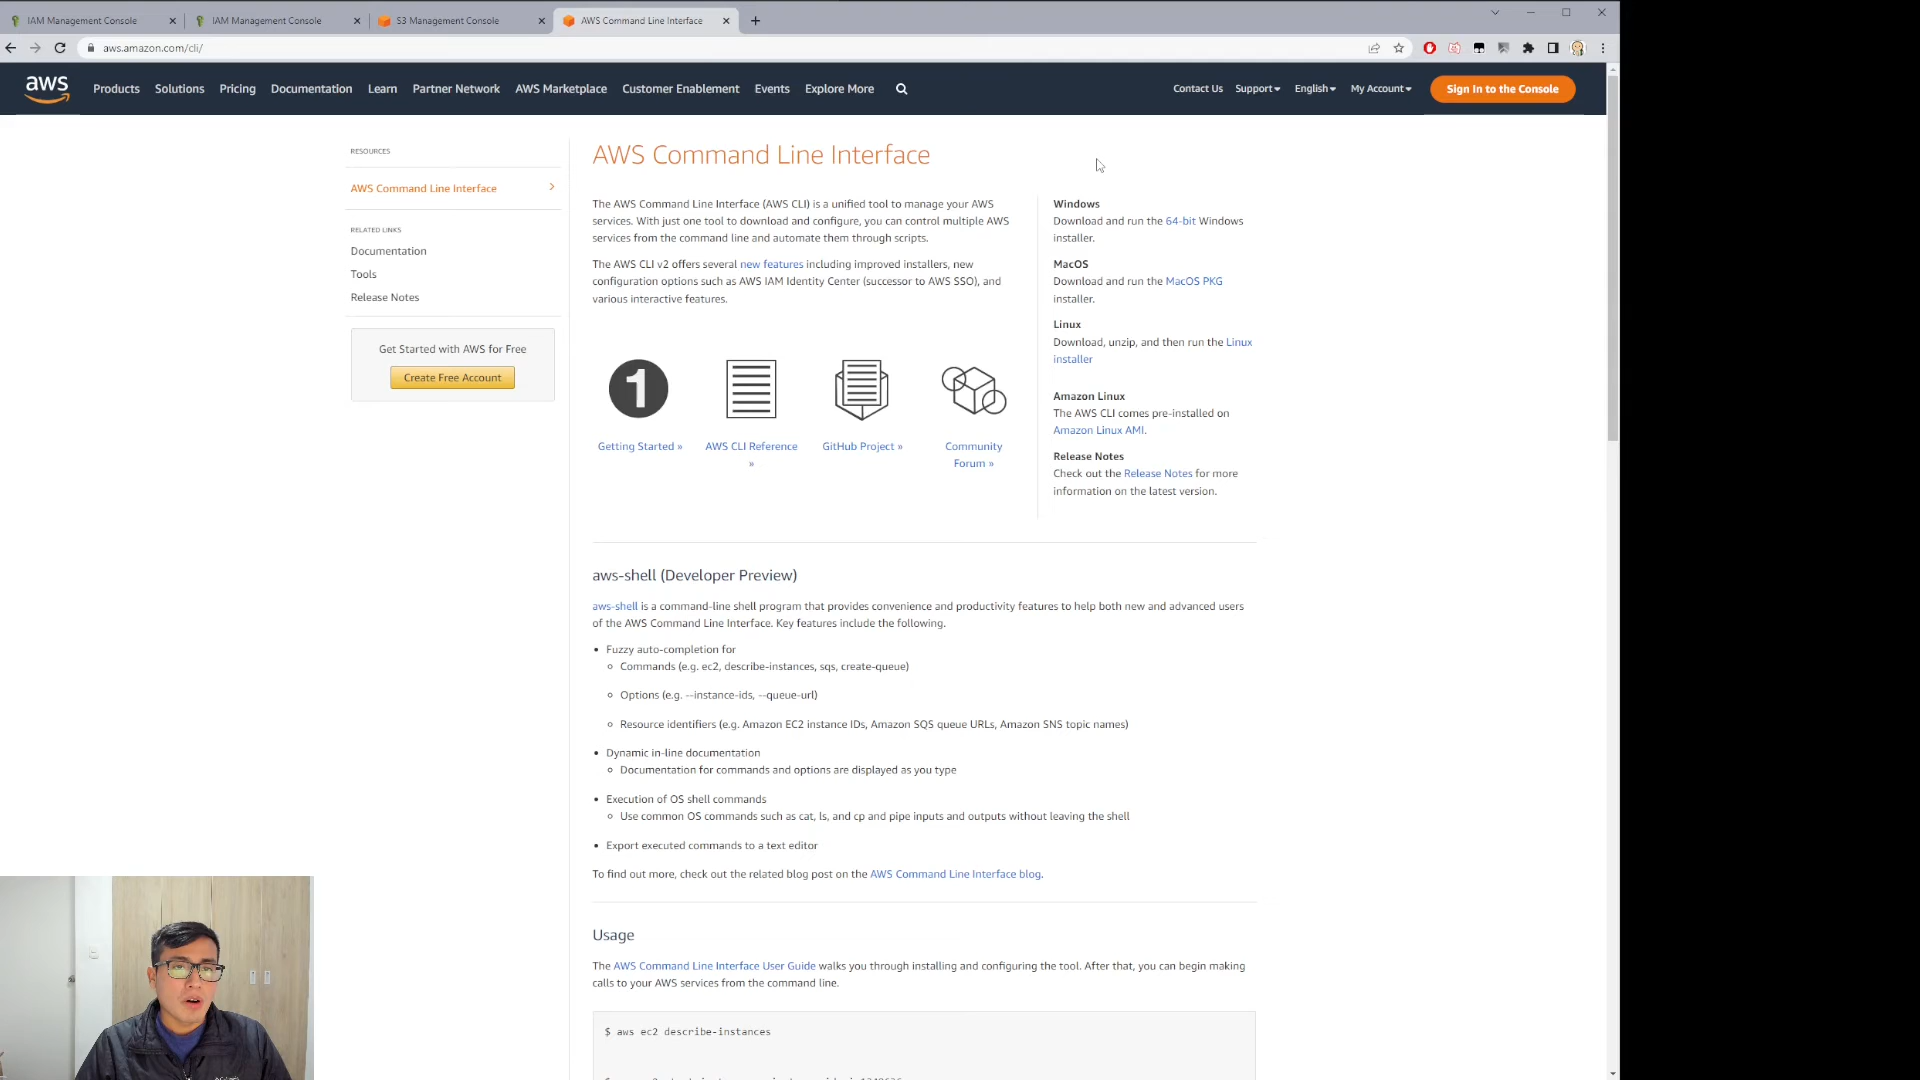 IAM Management Console
IAM Management Console
S3 Management Console
AWS Command Line Interface
aws.amazon.com/cli/
aws
Products
Solutions
Pricing
Documentation
Learn
Partner Network
AWS Marketplace
Customer Enablement
Events
Explore More
Contact Us
Support
English
My Account
Sign In to the Console
RESOURCES
AWS Command Line Interface
RELATED LINKS
Documentation
Tools
Release Notes
Get Started with AWS for Free
Create Free Account
AWS Command Line Interface
The AWS Command Line Interface (AWS CLI) is a unified tool to manage your AWS
services. With just one tool to download and configure, you can control multiple AWS
services from the command line and automate them through scripts.
The AWS CLI v2 offers several new features including improved installers, new
configuration options such as AWS IAM Identity Center (successor to AWS SSO), and
various interactive features.
1
Getting Started »
AWS CLI Reference
»
GitHub Project »
Community
Forum »
Windows
Download and run the 64-bit Windows
installer.
MacOS
Download and run the MacOS PKG
installer.
Linux
Download, unzip, and then run the Linux
installer
Amazon Linux
The AWS CLI comes pre-installed on
Amazon Linux AMI.
Release Notes
Check out the Release Notes for more
information on the latest version.
aws-shell (Developer Preview)
aws-shell is a command-line shell program that provides convenience and productivity features to help both new and advanced users
of the AWS Command Line Interface. Key features include the following.
• Fuzzy auto-completion for
Commands (e.g. ec2, describe-instances, sqs, create-queue)
Options (e.g. --instance-ids, --queue-url)
Resource identifiers (e.g. Amazon EC2 instance IDs, Amazon SQS queue URLs, Amazon SNS topic names)
• Dynamic in-line documentation
Documentation for commands and options are displayed as you type
• Execution of OS shell commands
Use common OS commands such as cat, ls, and cp and pipe inputs and outputs without leaving the shell
• Export executed commands to a text editor
To find out more, check out the related blog post on the AWS Command Line Interface blog.
Usage
The AWS Command Line Interface User Guide walks you through installing and configuring the tool. After that, you can begin making
calls to your AWS services from the command line.
$ aws ec2 describe-instances